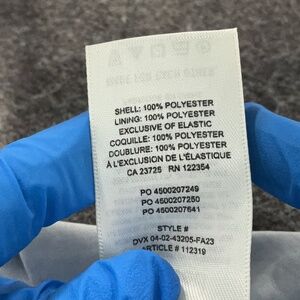 SHELL: 100% POLYESTER
LINING: 100% POLYESTER
EXCLUSIVE OF ELASTIC
COQUILLE: 100% POLYESTER
DOUBLURE: 100% POLYESTER
À L'EXCLUSION DE L'ÉLASTIQUE
CA 23725 RN 122354
PO 4500207249
PO 4500207250
PO 4500207641
STYLE #
DVX 04-02-43205-FA23
ARTICLE # 112319